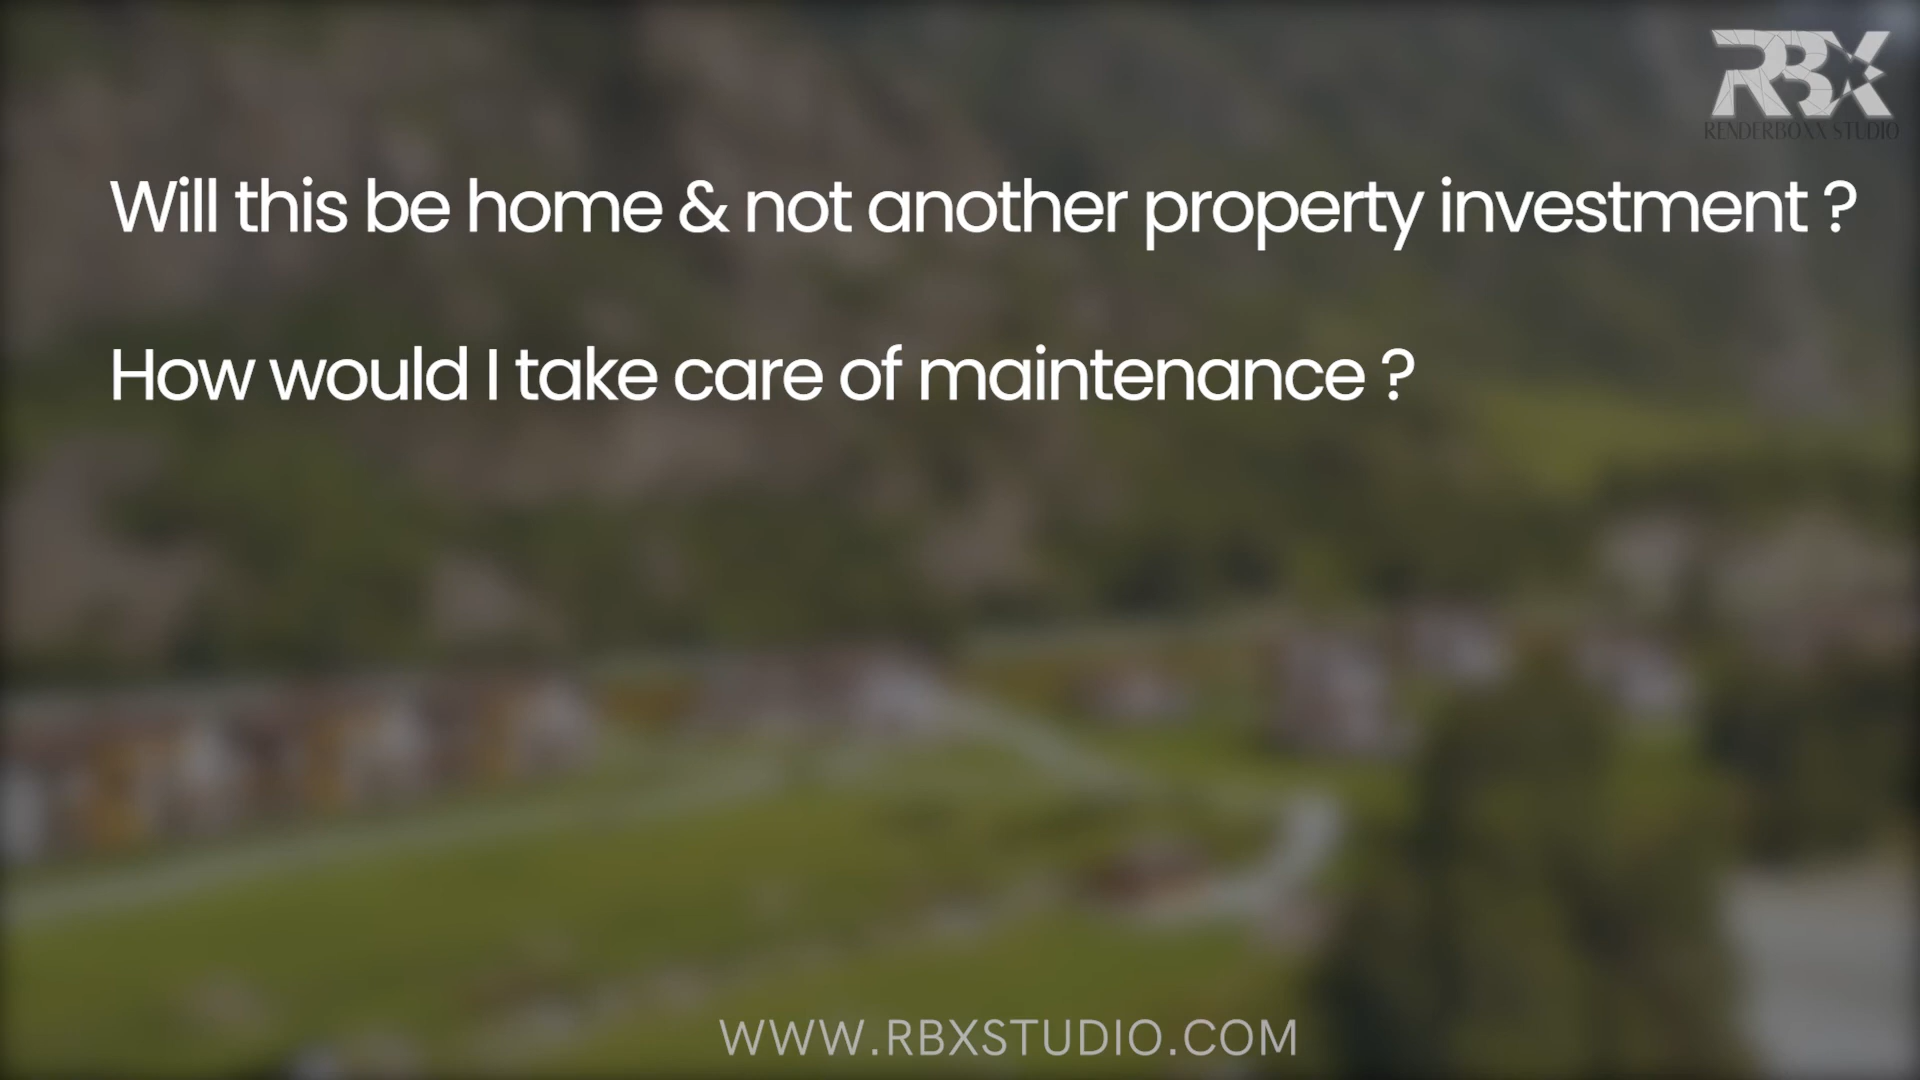 RBX
RENDERBOXX STUDIO
Will this be home & not another property investment ?
How would I take care of maintenance ?
WWW.RBXSTUDIO.COM